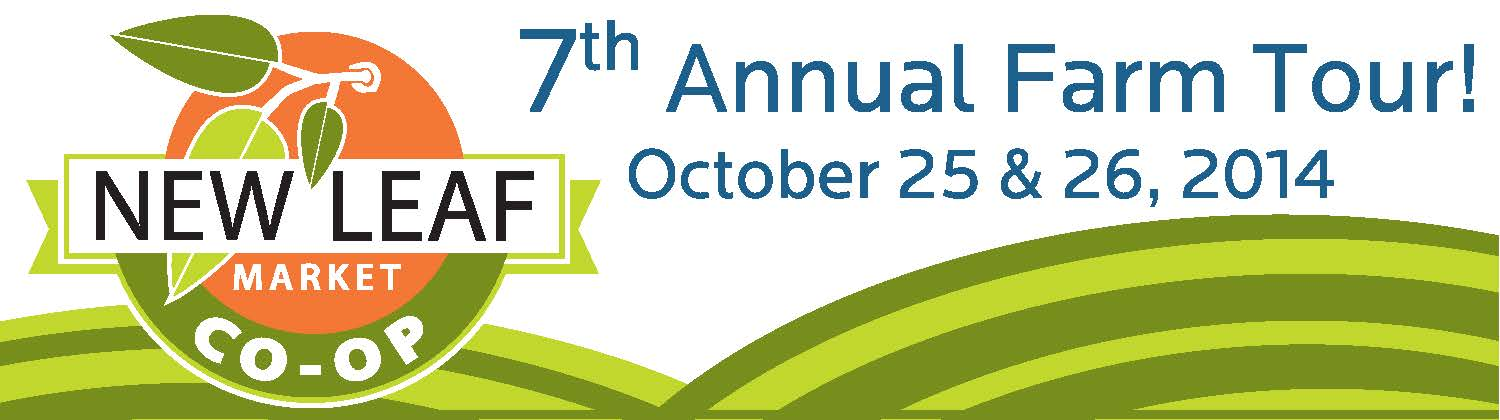 NEW LEAF
MARKET
CO-OP
7th Annual Farm Tour!
October 25 & 26, 2014